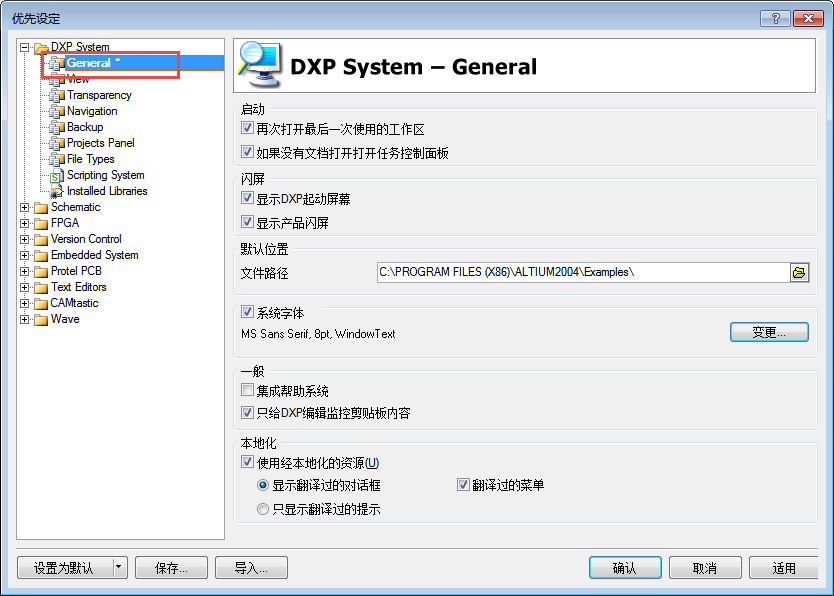 优先设定
DXP System
General *
View
Transparency
Navigation
Backup
Projects Panel
File Types
Scripting System
Installed Libraries
Schematic
FPGA
Version Control
Embedded System
Protel PCB
Text Editors
CAMtastic
Wave
DXP System – General
启动
再次打开最后一次使用的工作区
如果没有文档打开打开任务控制面板
闪屏
显示DXP起动屏幕
显示产品闪屏
默认位置
文件路径 C:\PROGRAM FILES (X86)\ALTIUM2004\Examples\
系统字体
MS Sans Serif, 8pt, WindowText 变更...
一般
集成帮助系统
只给DXP编辑监控剪贴板内容
本地化
使用经本地化的资源(U)
显示翻译过的对话框 翻译过的菜单
只显示翻译过的提示
设置为默认 保存... 导入... 确认 取消 适用